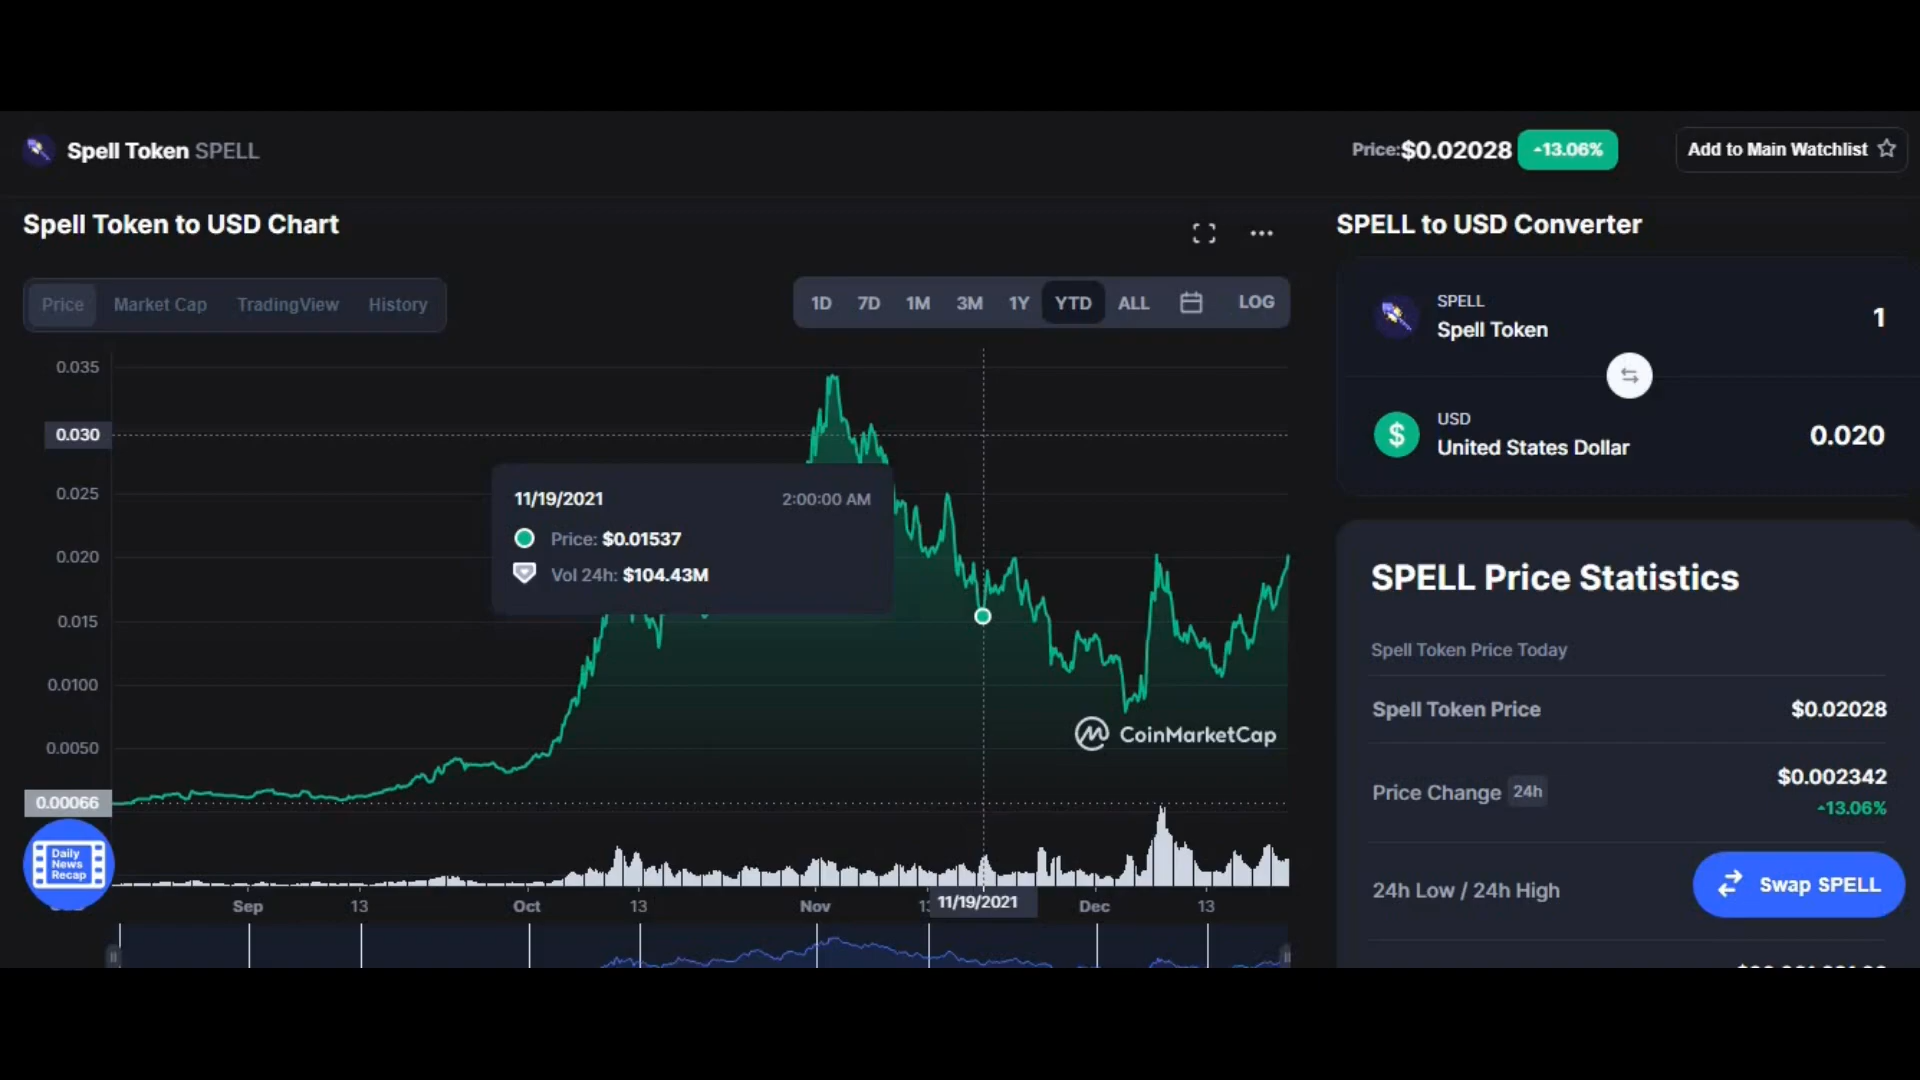 Spell Token SPELL
Price:$0.02028
13.06%
Add to Main Watchlist
Spell Token to USD Chart
SPELL to USD Converter
Price
Market Cap
TradingView
History
1D
7D
1M
3M
1Y
YTD
ALL
LOG
SPELL
Spell Token
1
USD
United States Dollar
0.020
0.035
0.030
0.025
0.020
0.015
0.0100
0.0050
0.00066
11/19/2021
2:00:00 AM
Price: $0.01537
Vol 24h: $104.43M
CoinMarketCap
SPELL Price Statistics
Spell Token Price Today
Spell Token Price
$0.02028
Price Change 24h
$0.002342
13.06%
24h Low / 24h High
Swap SPELL
Daily
News
Recap
Sep
13
Oct
13
Nov
11/19/2021
Dec
13